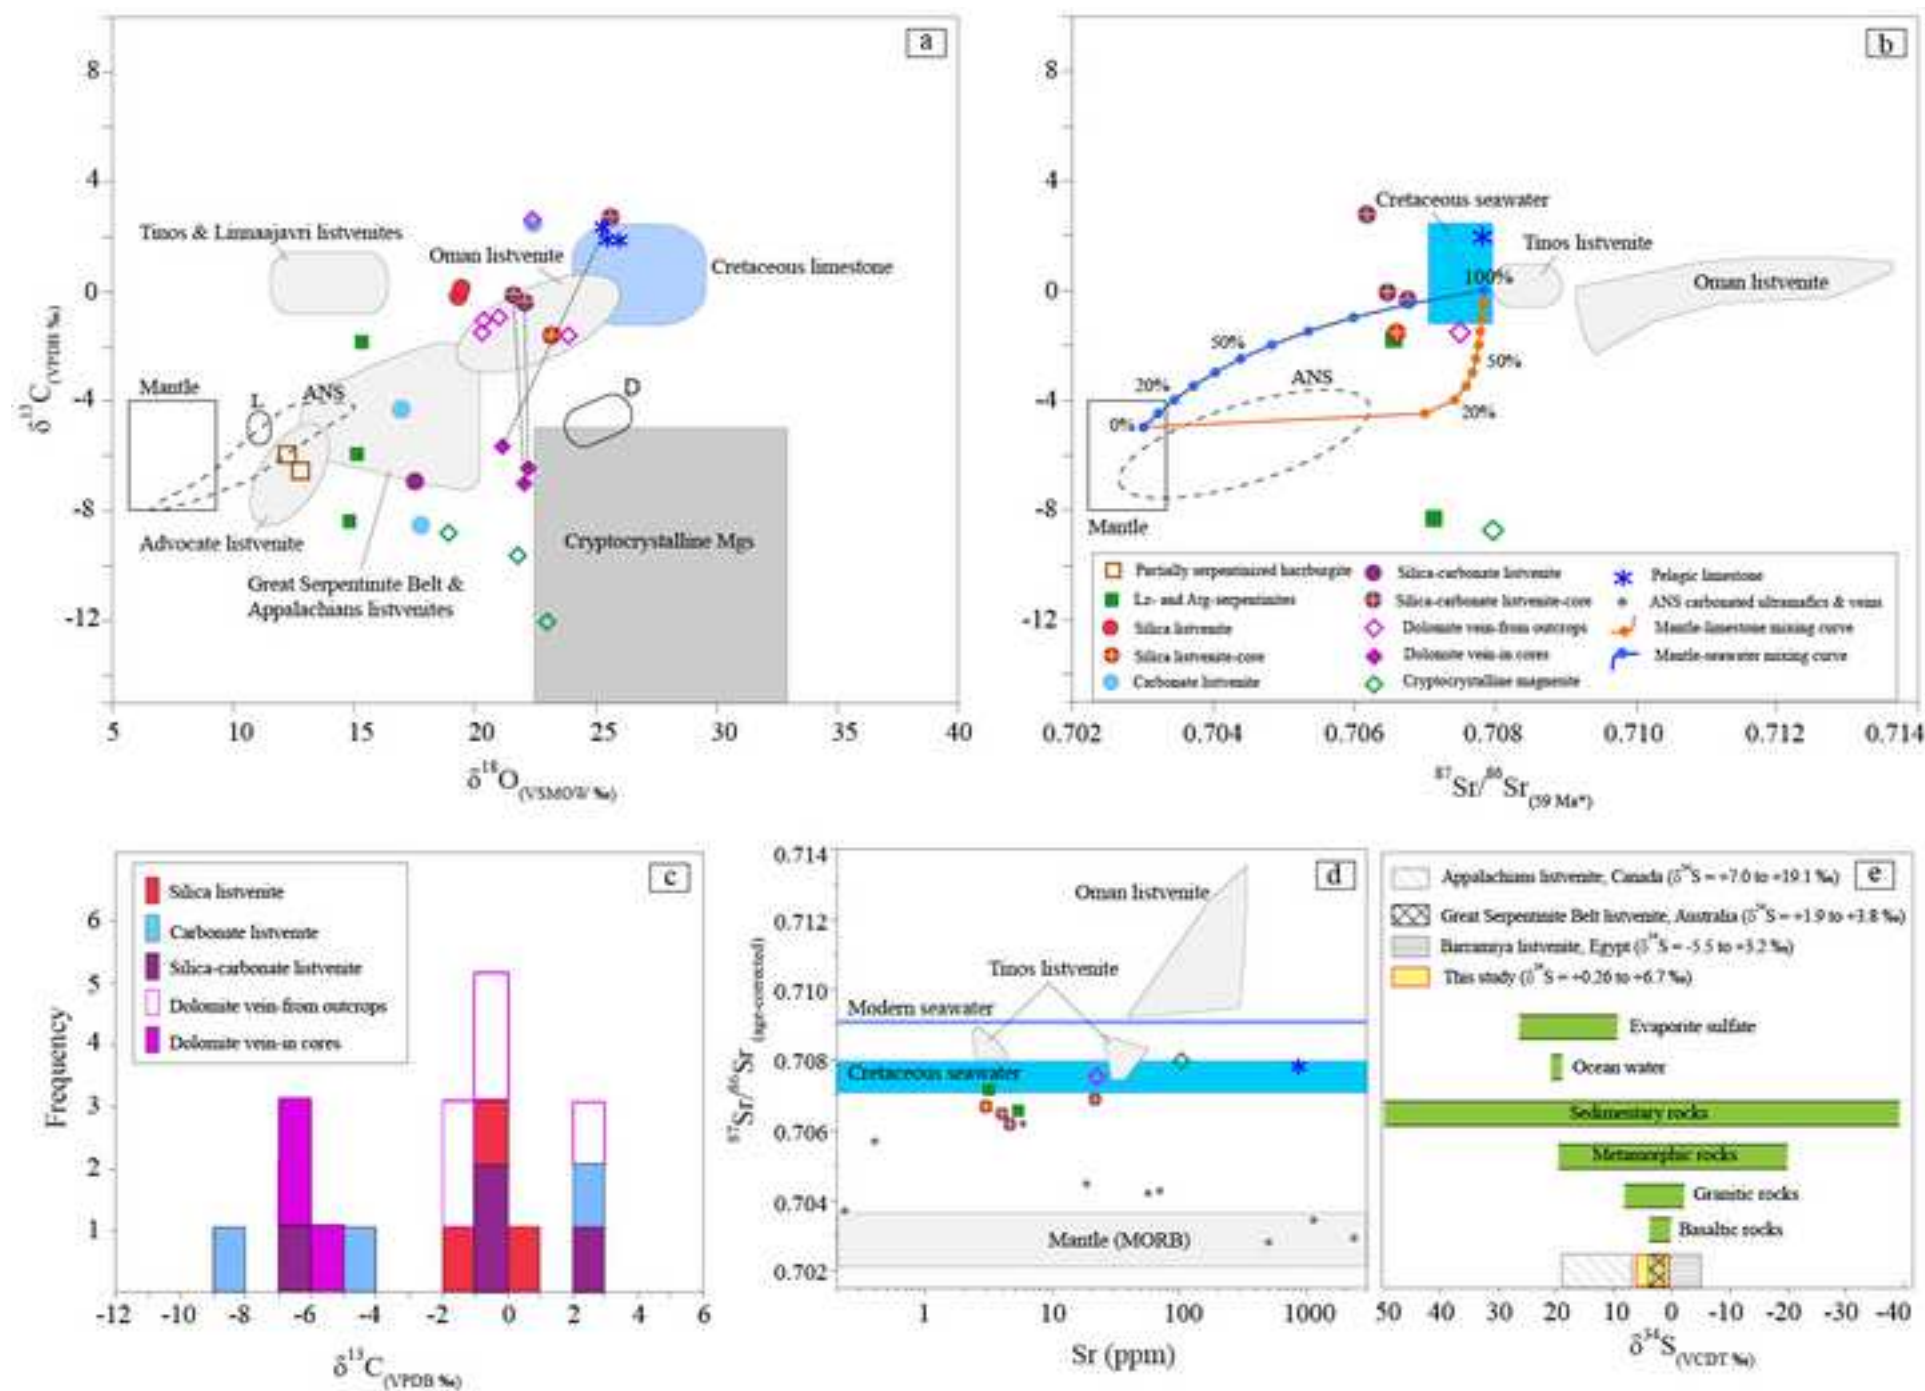 a
8
4
0
-4
-8
-12
δ¹³C(VPDB ‰)
Tinos & Linnaajavri listvenites
Oman listvenite
Cretaceous limestone
Mantle
L
ANS
D
Advocate listvenite
Great Serpentinite Belt &
Appalachians listvenites
Cryptocrystalline Mgs
5 10 15 20 25 30 35 40
δ¹⁸O(VSMOW ‰)
b
8
4
0
-4
-8
-12
Cretaceous seawater
Tinos listvenite
Oman listvenite
100%
50%
50%
20%
20%
0%
ANS
Mantle
Partially serpentinized harzburgite
Lz- and Atg-serpentinites
Silica listvenite
Silica listvenite-core
Carbonate listvenite
Silica-carbonate listvenite
Silica-carbonate listvenite-core
Dolomite vein-from outcrops
Dolomite vein-in cores
Cryptocrystalline magnesite
Pelagic limestone
ANS carbonated ultramafics & veins
Mantle-limestone mixing curve
Mantle-seawater mixing curve
0.702 0.704 0.706 0.708 0.710 0.712 0.714
⁸⁷Sr/⁸⁶Sr(59 Ma*)
c
Silica listvenite
Carbonate listvenite
Silica-carbonate listvenite
Dolomite vein-from outcrops
Dolomite vein-in cores
Frequency
6
5
4
3
2
1
-12 -10 -8 -6 -4 -2 0 2 4 6
δ¹³C(VPDB ‰)
d
0.714
0.712
0.710
0.708
0.706
0.704
0.702
⁸⁷Sr/⁸⁶Sr (age-corrected)
Oman listvenite
Tinos listvenite
Modern seawater
Cretaceous seawater
Mantle (MORB)
1 10 100 1000
Sr (ppm)
e
Appalachians listvenite, Canada (δ³⁴S = +7.0 to +19.1 ‰)
Great Serpentinite Belt listvenite, Australia (δ³⁴S = +1.9 to +3.8 ‰)
Barramiya listvenite, Egypt (δ³⁴S = -5.5 to +3.2 ‰)
This study (δ³⁴S = +0.26 to +6.7 ‰)
Evaporite sulfate
Ocean water
Sedimentary rocks
Metamorphic rocks
Granitic rocks
Basaltic rocks
50 40 30 20 10 0 -10 -20 -30 -40
δ³⁴S(VCDT ‰)